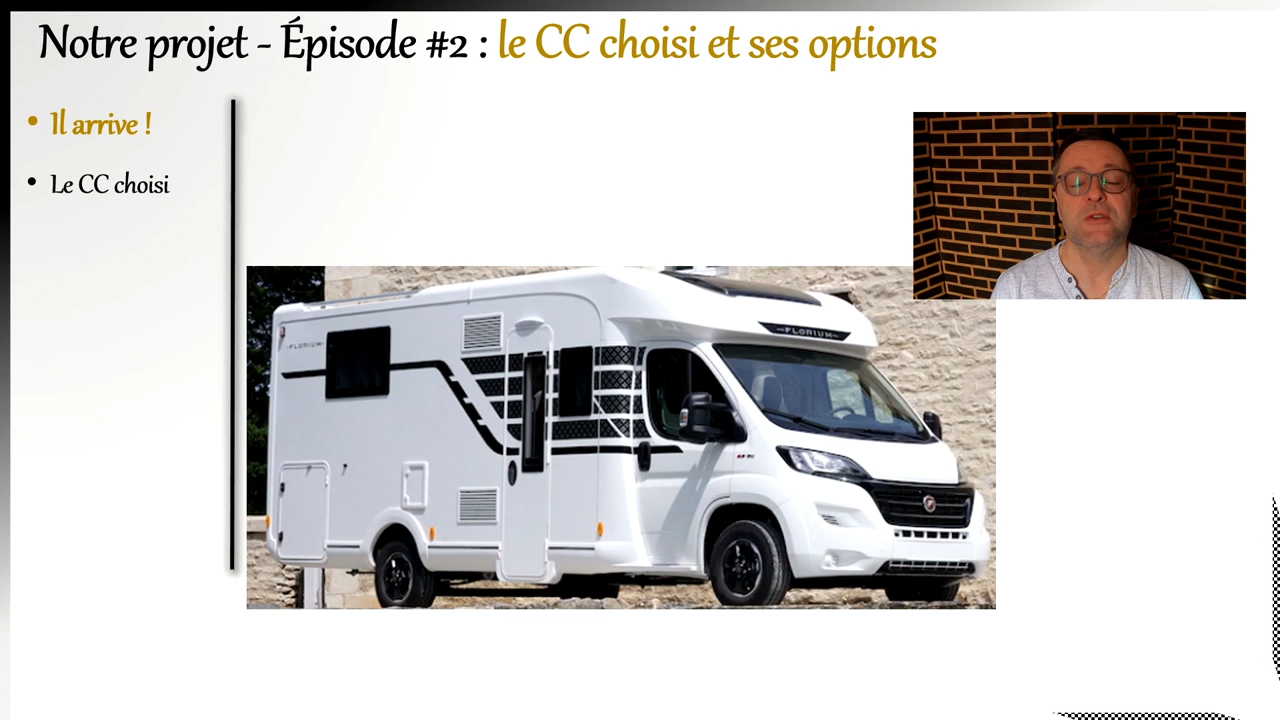 Notre projet - Épisode #2 : le CC choisi et ses options
• Il arrive !
• Le CC choisi
FLORIUM
FLORIUM